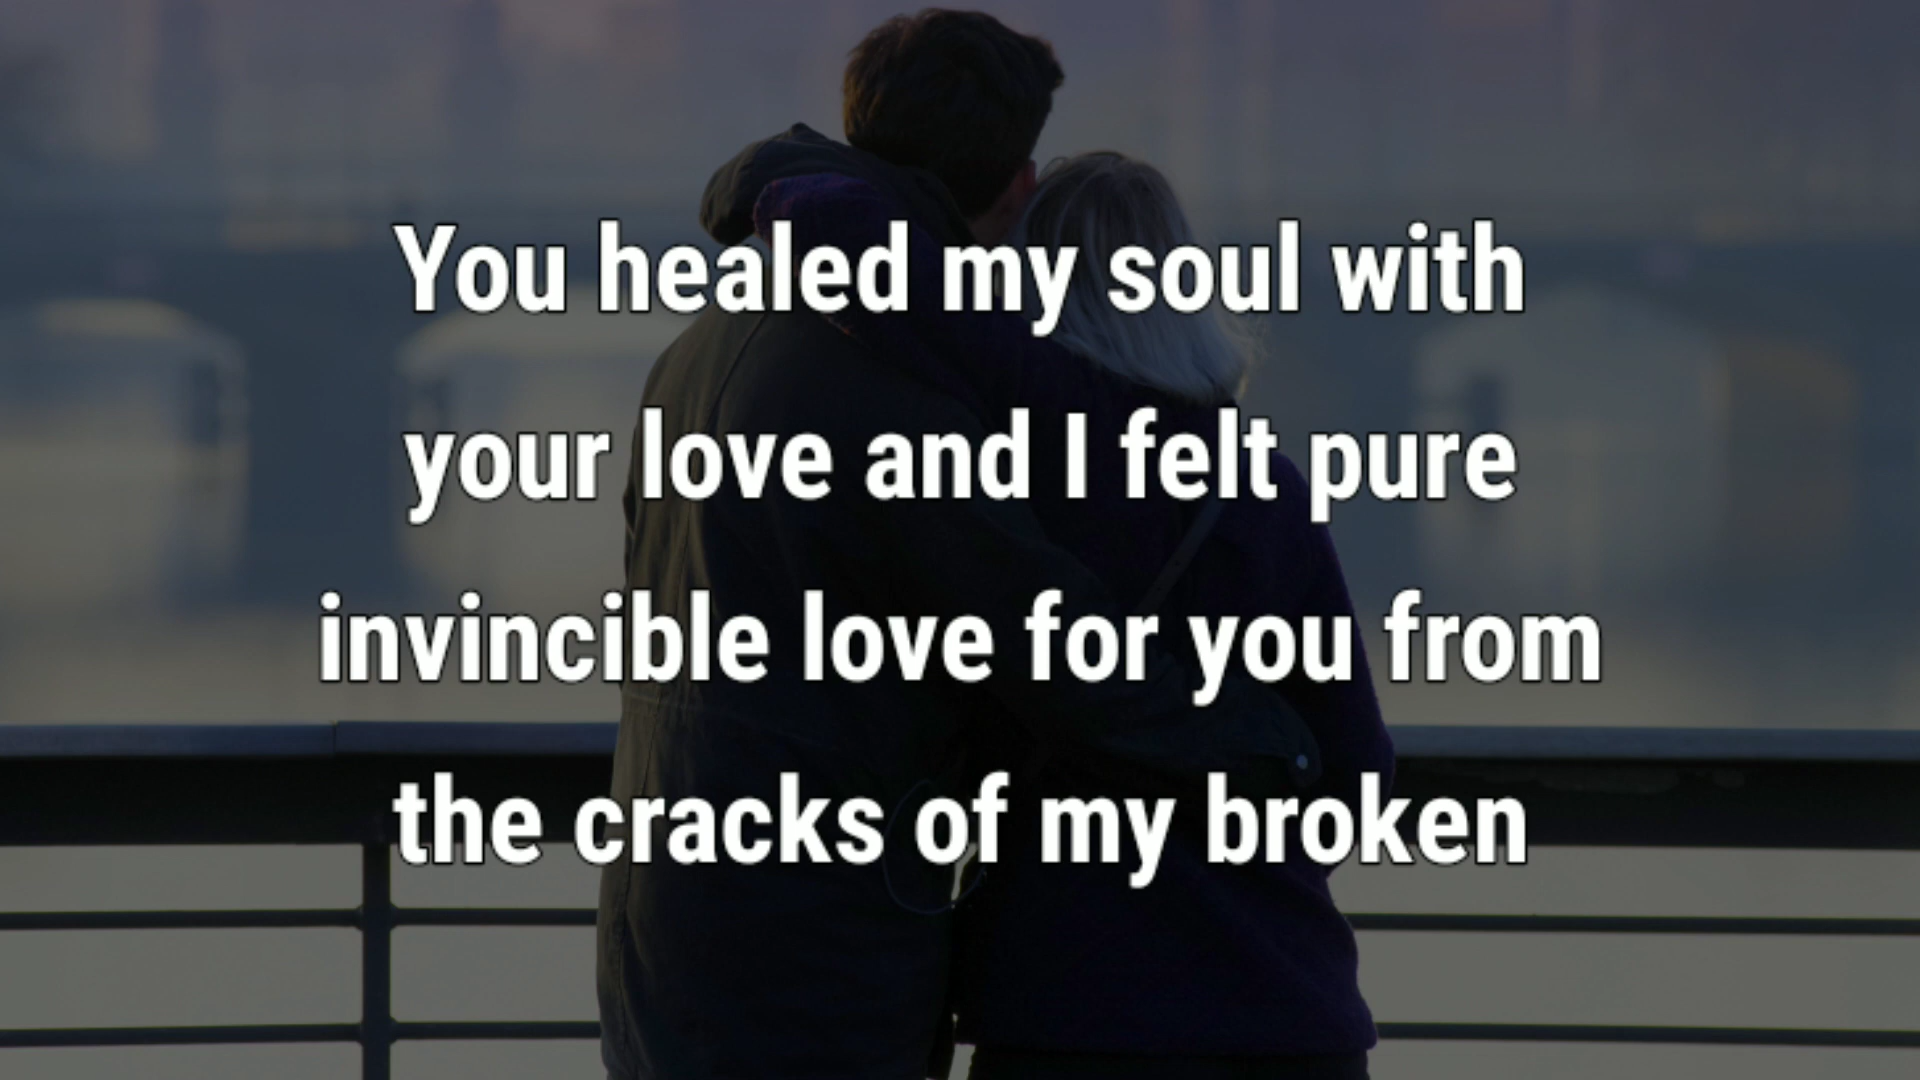 You healed my soul with
your love and I felt pure
invincible love for you from
the cracks of my broken